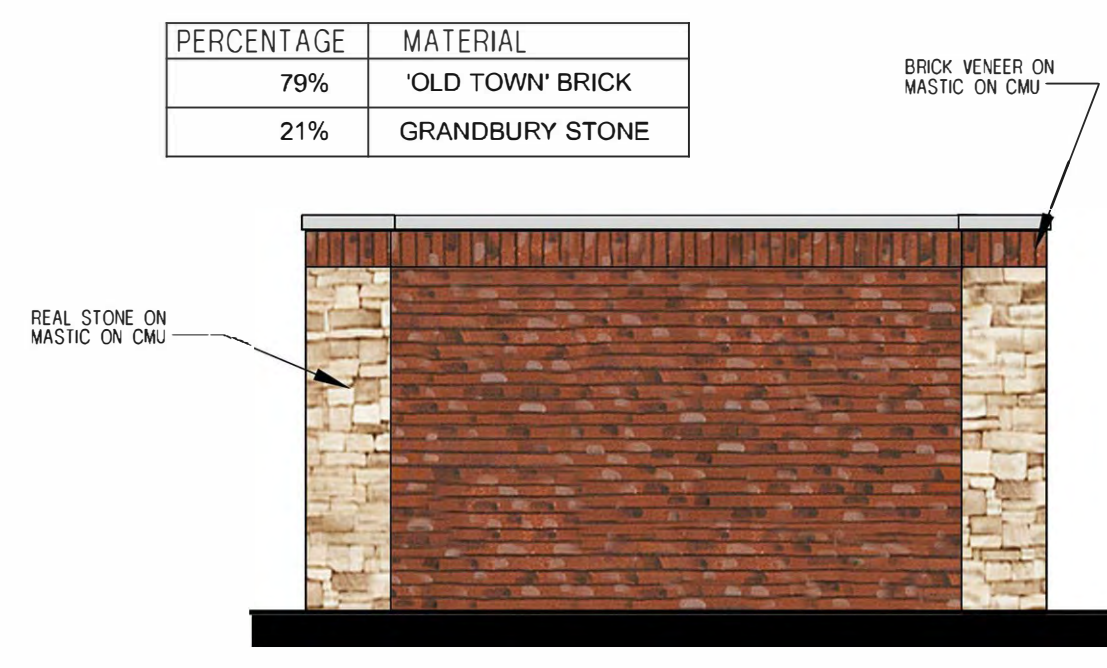 PERCENTAGE MATERIAL
79% 'OLD TOWN' BRICK
21% GRANDBURY STONE
BRICK VENEER ON
MASTIC ON CMU
REAL STONE ON
MASTIC ON CMU